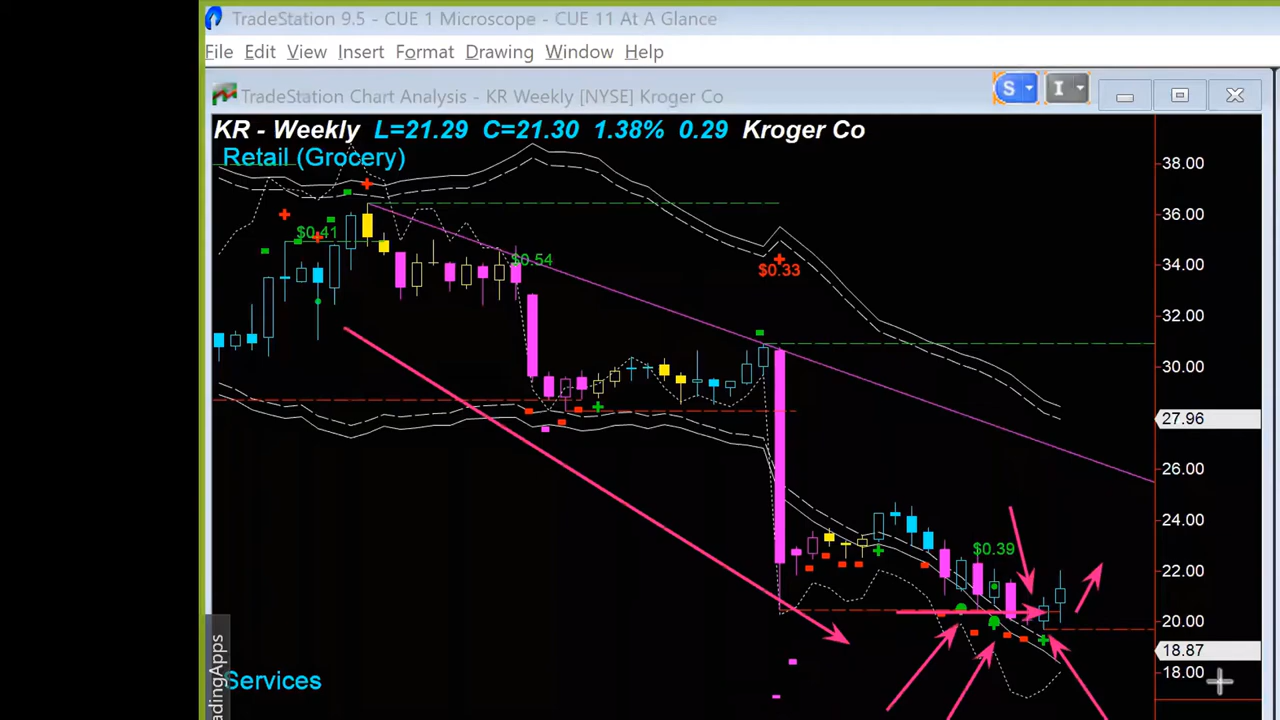 TradeStation 9.5 - CUE 1 Microscope - CUE 11 At A Glance
File Edit View Insert Format Drawing Window Help
TradeStation Chart Analysis - KR Weekly [NYSE] Kroger Co
S I
KR - Weekly L=21.29 C=21.30 1.38% 0.29 Kroger Co
Retail (Grocery)
38.00
36.00
$0.41
34.00
$0.54
$0.33
32.00
30.00
27.96
26.00
24.00
$0.39
22.00
20.00
18.87
18.00
adingApps
Services